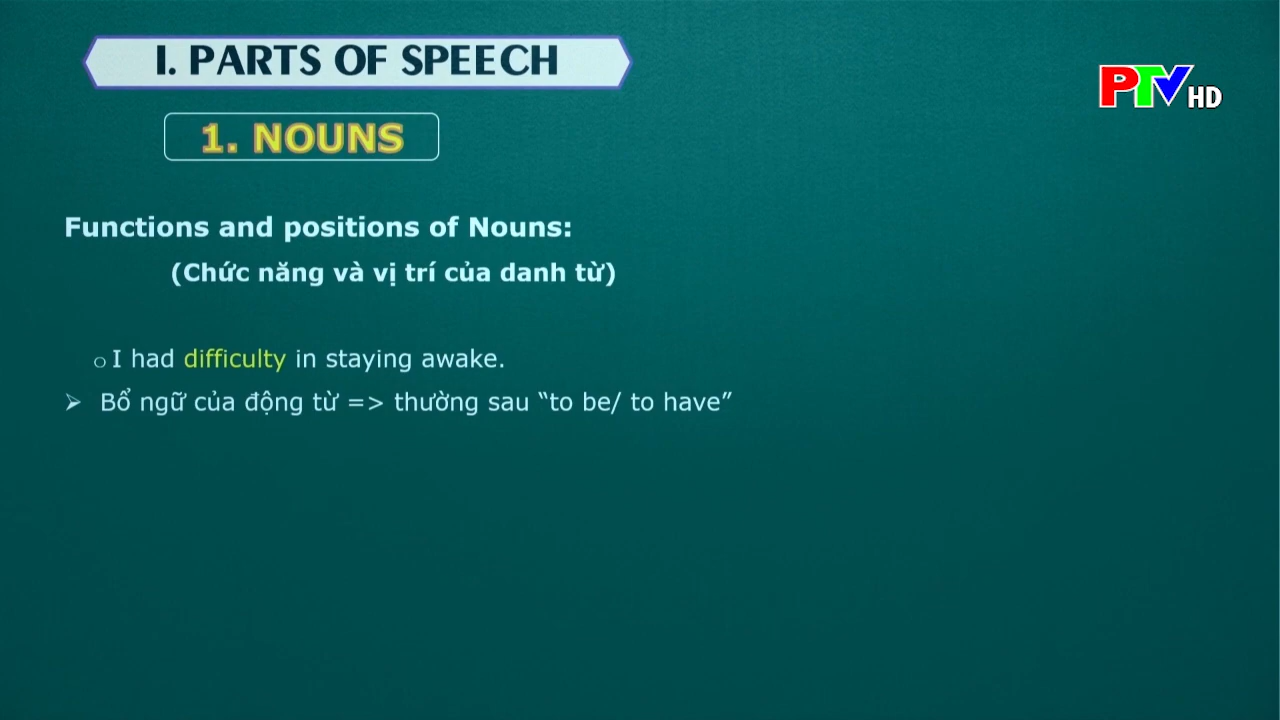 I. PARTS OF SPEECH
PTV HD
1. NOUNS
Functions and positions of Nouns:
(Chức năng và vị trí của danh từ)
o I had difficulty in staying awake.
➢ Bổ ngữ của động từ => thường sau “to be/ to have”